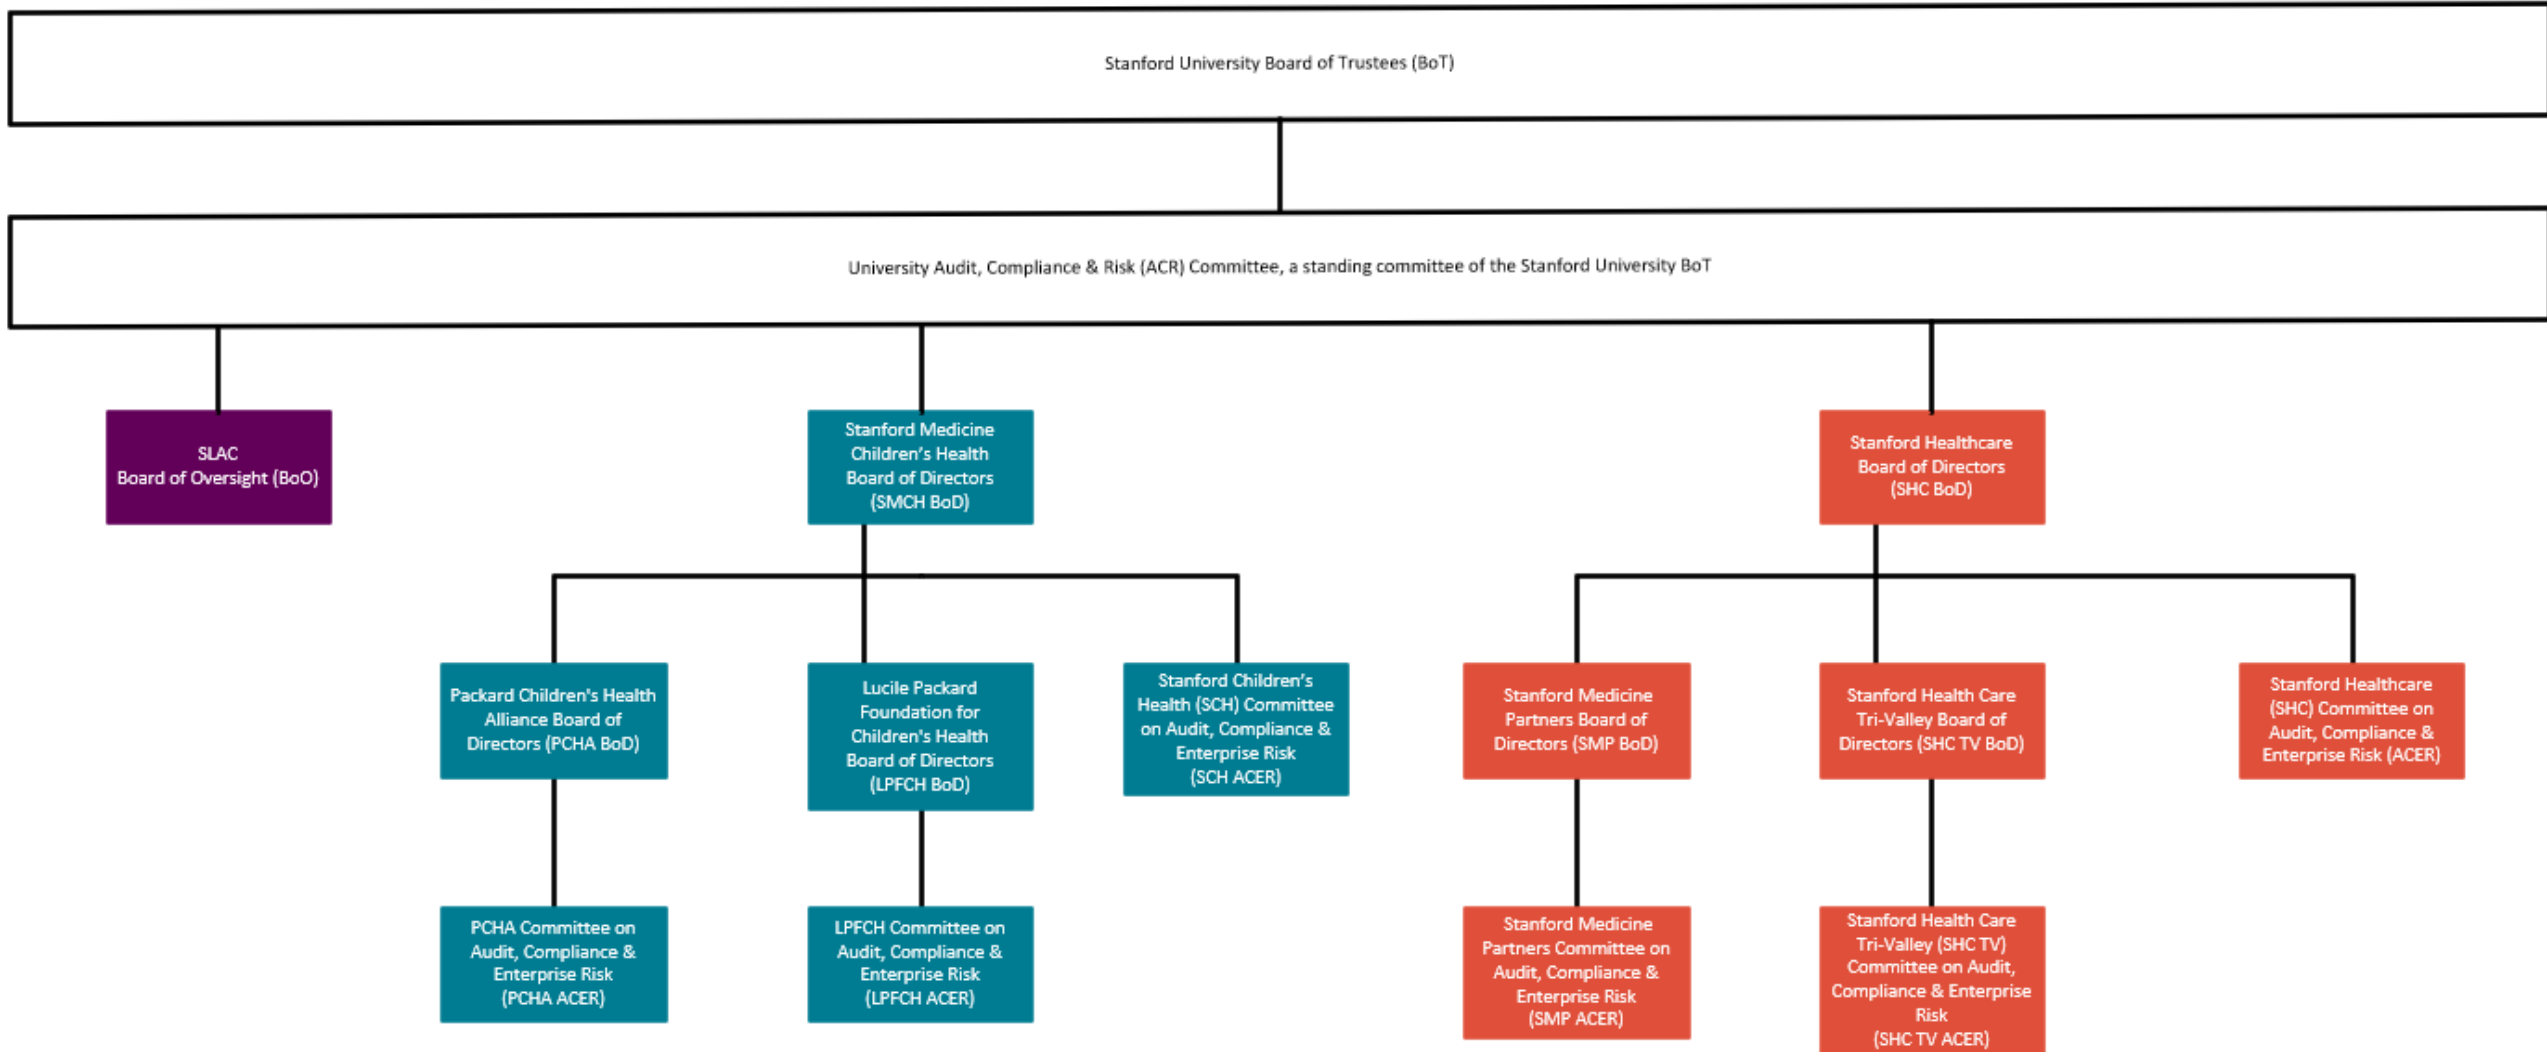 Stanford University Board of Trustees (BoT)
University Audit, Compliance & Risk (ACR) Committee, a standing committee of the Stanford University BoT
SLAC
Board of Oversight (BoO)
Stanford Medicine
Children's Health
Board of Directors
(SMCH BoD)
Stanford Healthcare
Board of Directors
(SHC BoD)
Packard Children's Health
Alliance Board of
Directors (PCHA BoD)
Lucile Packard
Foundation for
Children's Health
Board of Directors
(LPFCH BoD)
Stanford Children's
Health (SCH) Committee
on Audit, Compliance &
Enterprise Risk
(SCH ACER)
Stanford Medicine
Partners Board of
Directors (SMP BoD)
Stanford Health Care
Tri-Valley Board of
Directors (SHC TV BoD)
Stanford Healthcare
(SHC) Committee on
Audit, Compliance &
Enterprise Risk (ACER)
PCHA Committee on
Audit, Compliance &
Enterprise Risk
(PCHA ACER)
LPFCH Committee on
Audit, Compliance &
Enterprise Risk
(LPFCH ACER)
Stanford Medicine
Partners Committee on
Audit, Compliance &
Enterprise Risk
(SMP ACER)
Stanford Health Care
Tri-Valley (SHC TV)
Committee on Audit,
Compliance & Enterprise
Risk
(SHC TV ACER)